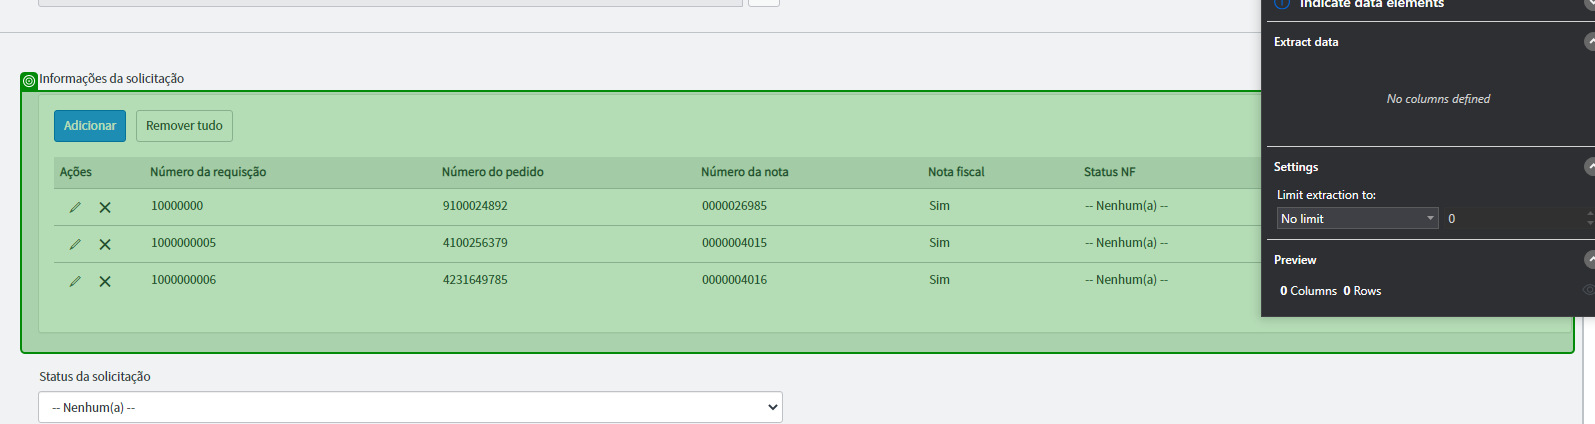 Indicate data elements
Extract data
No columns defined
Settings
Limit extraction to:
No limit 0
Preview
0 Columns 0 Rows
Informações da solicitação
Adicionar Remover tudo
Ações Número da requisção Número do pedido Número da nota Nota fiscal Status NF
10000000 9100024892 0000026985 Sim -- Nenhum(a) --
1000000005 4100256379 0000004015 Sim -- Nenhum(a) --
1000000006 4231649785 0000004016 Sim -- Nenhum(a) --
Status da solicitação
-- Nenhum(a) --